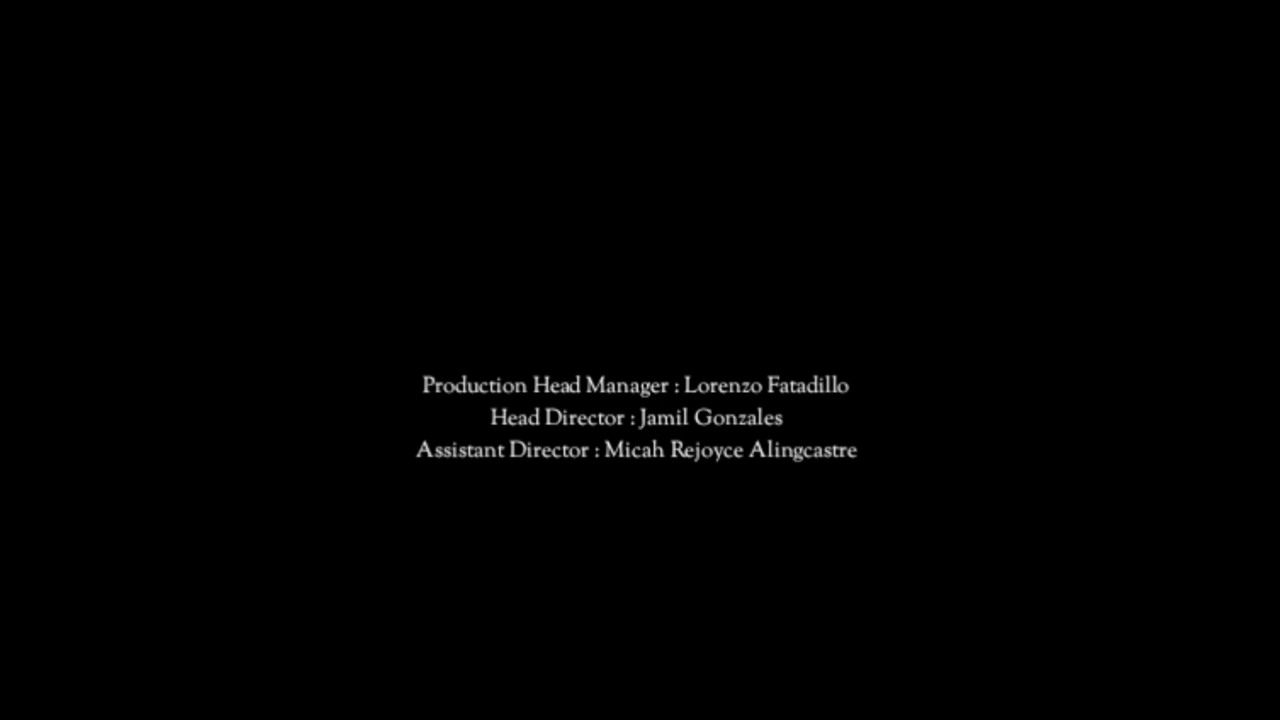 Production Head Manager : Lorenzo Fatadillo
Head Director : Jamil Gonzales
Assistant Director : Micah Rejoyce Alingcastre